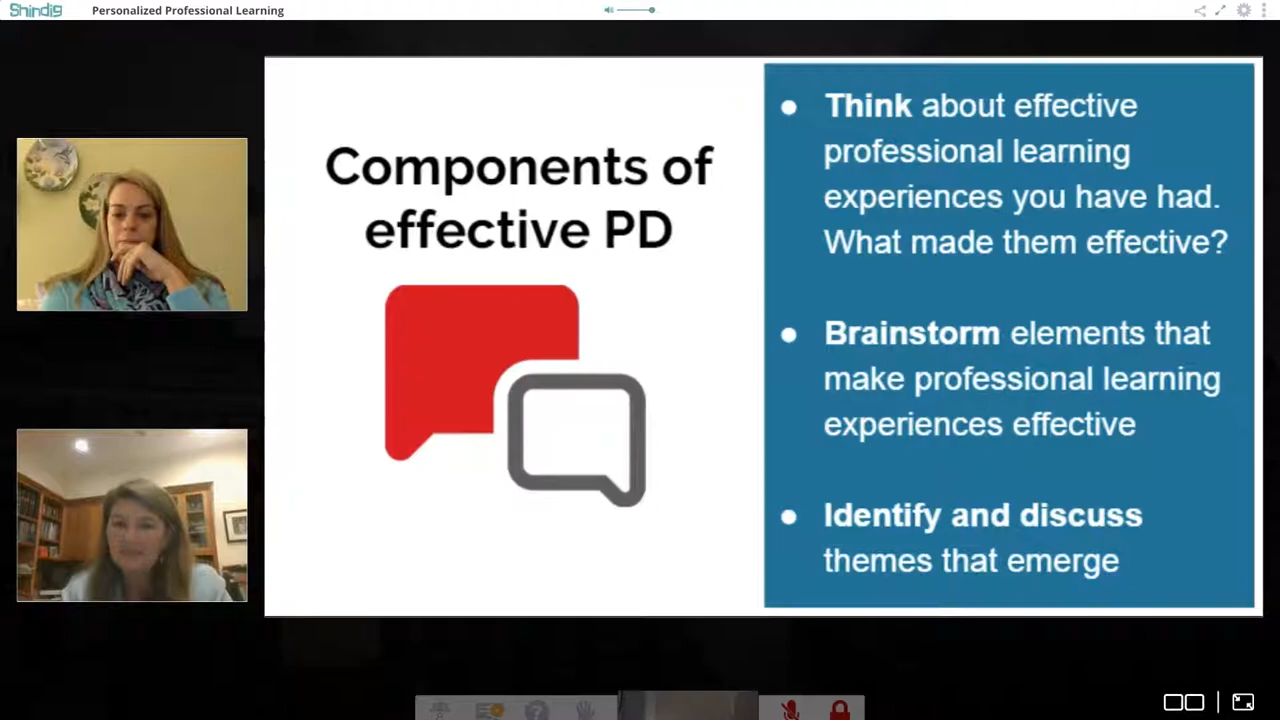 Shindig
Personalized Professional Learning
Components of
effective PD
● Think about effective
professional learning
experiences you have had.
What made them effective?
● Brainstorm elements that
make professional learning
experiences effective
● Identify and discuss
themes that emerge